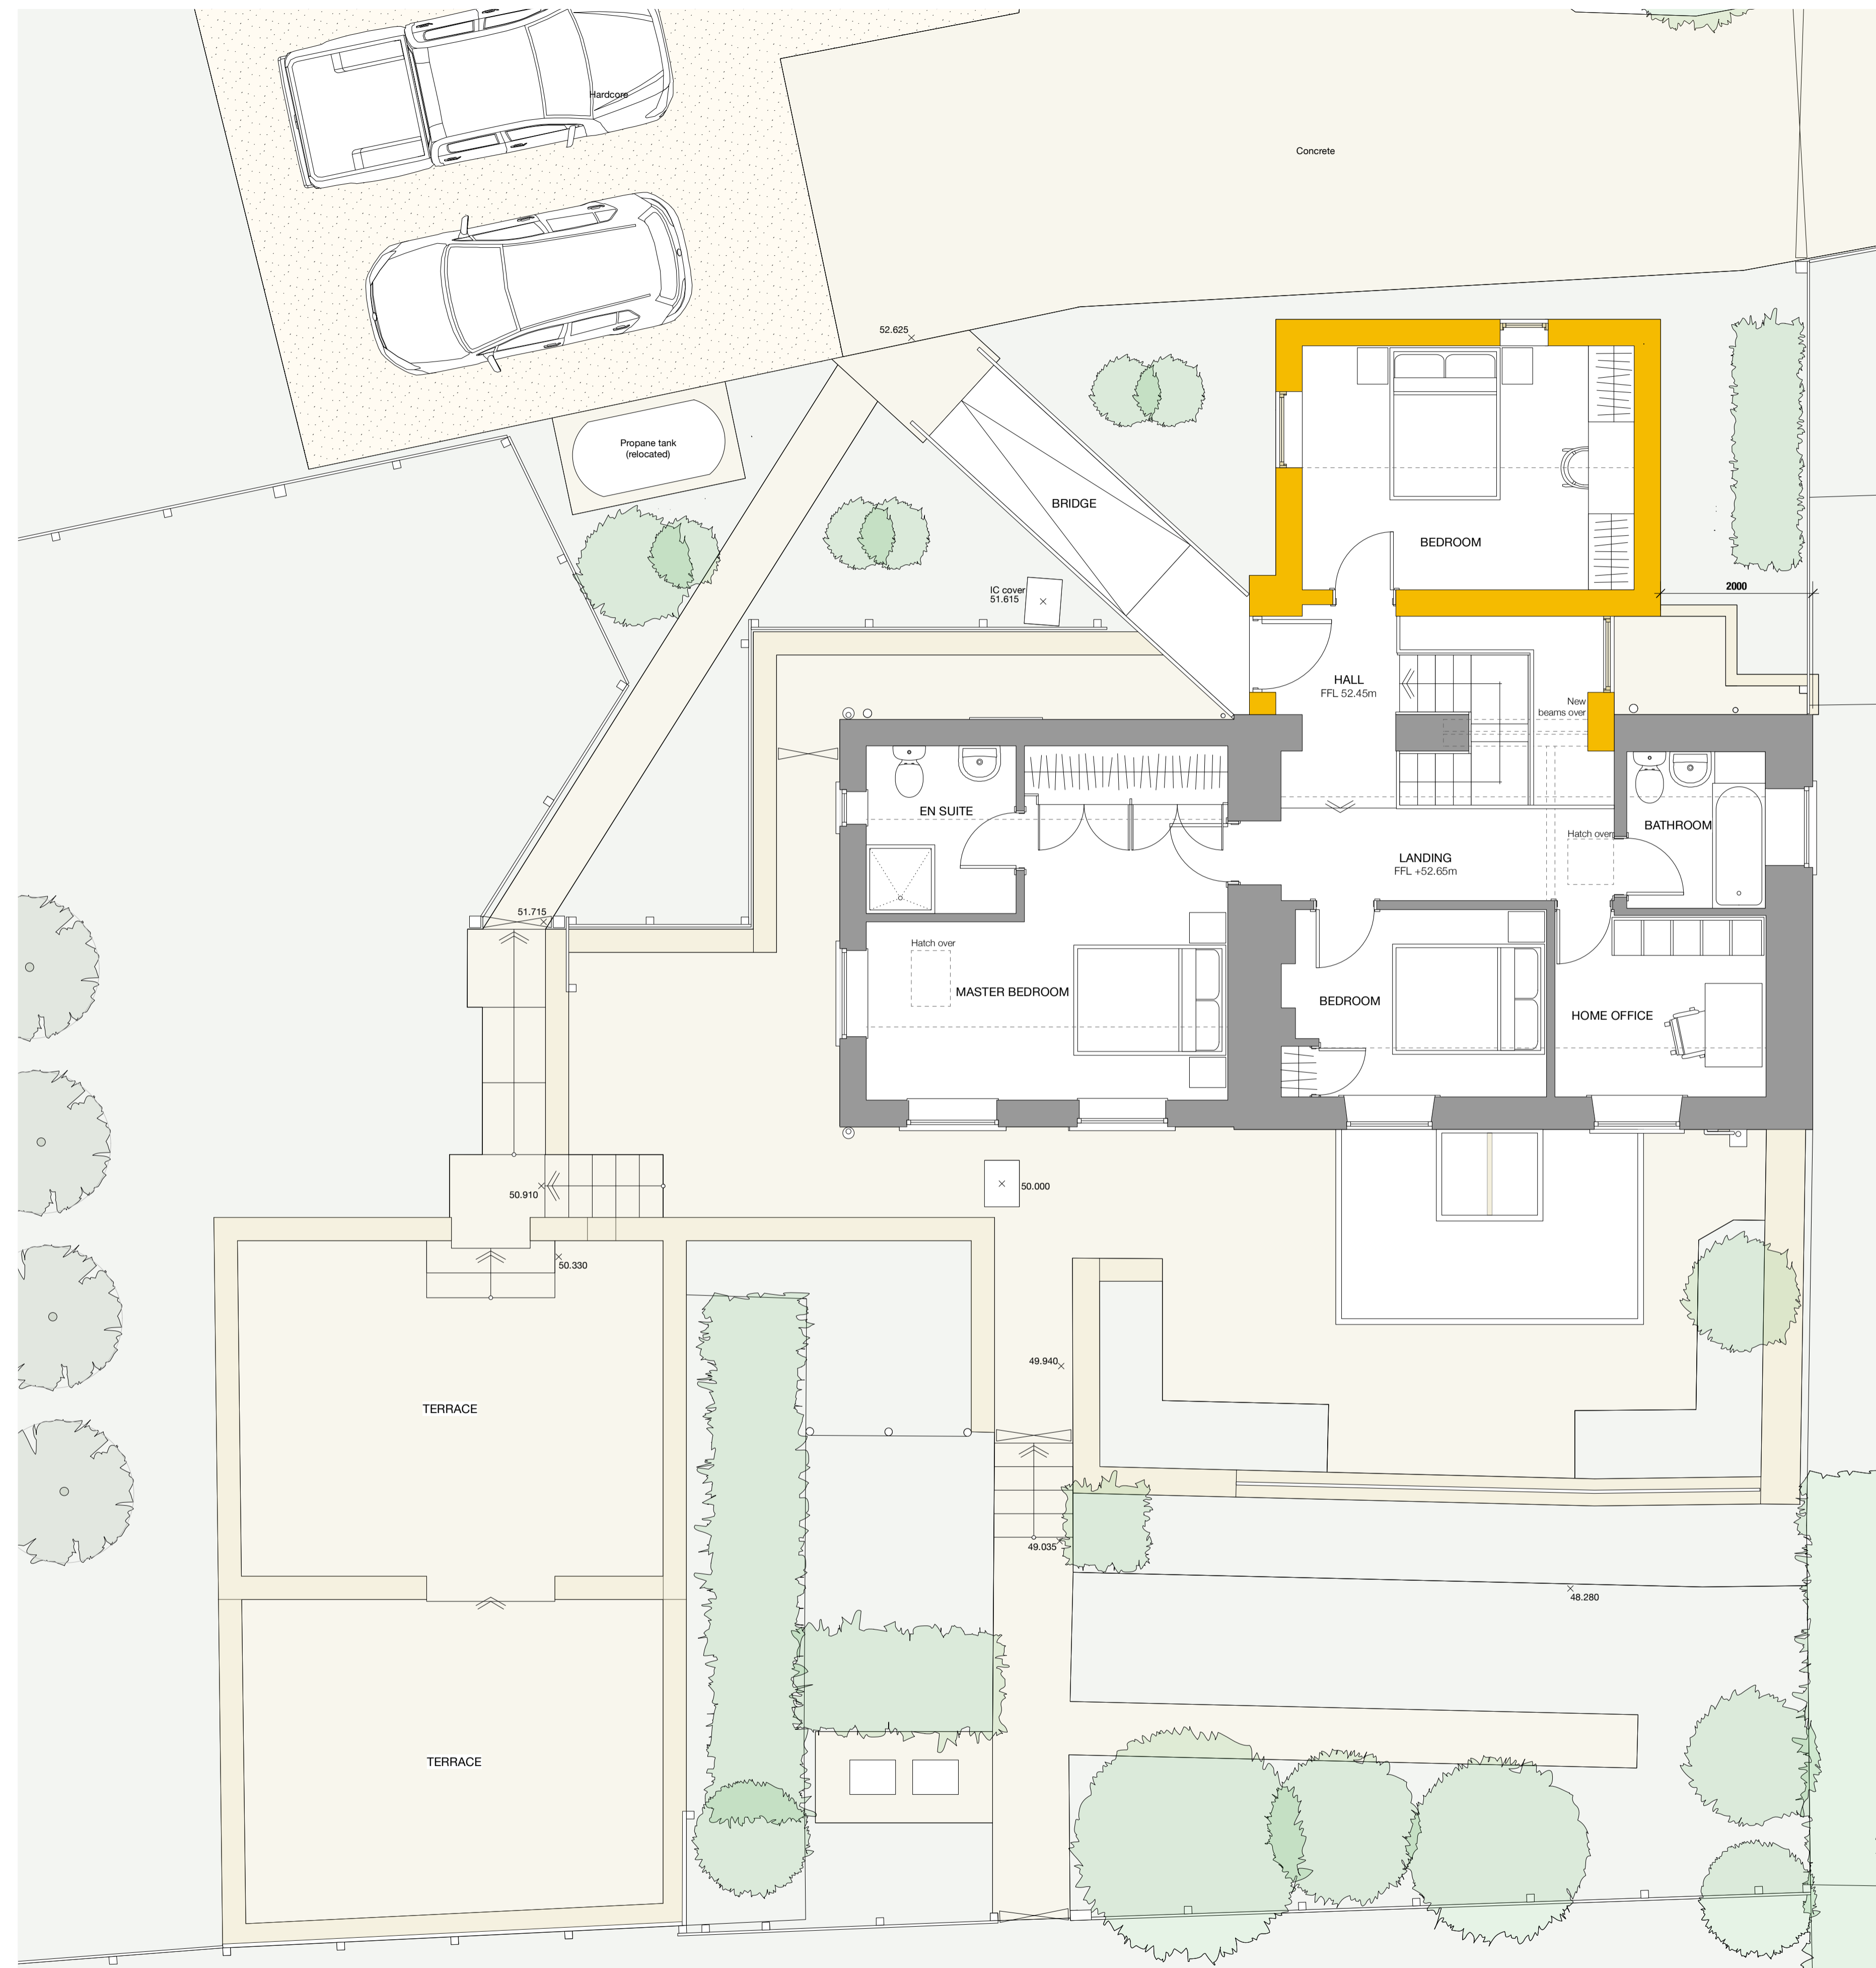 Hardcore
Concrete
52.625
Propane tank
(relocated)
BRIDGE
BEDROOM
IC cover
51.615
2000
HALL
FFL 52.45m
New
beams over
EN SUITE
BATHROOM
Hatch over
LANDING
FFL +52.65m
51.715
Hatch over
MASTER BEDROOM
BEDROOM
HOME OFFICE
50.910
50.000
50.330
49.940
TERRACE
49.035
48.280
TERRACE